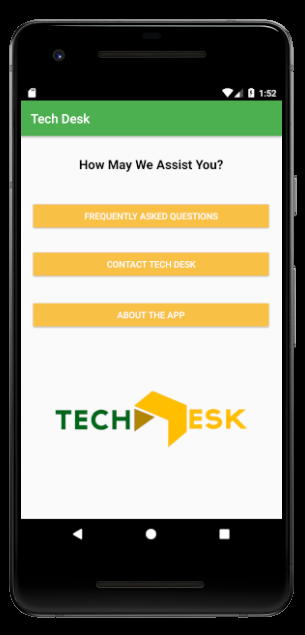 1:52
Tech Desk
How May We Assist You?
FREQUENTLY ASKED QUESTIONS
CONTACT TECH DESK
ABOUT THE APP
TECH ESK